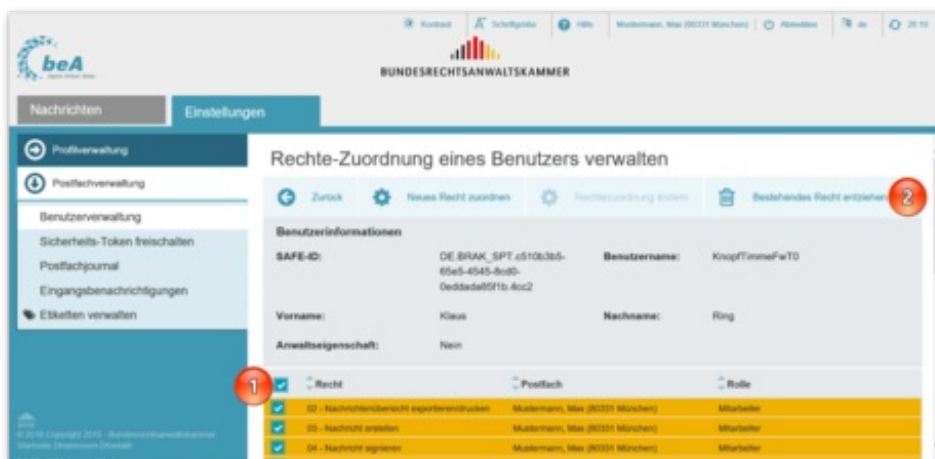 Kontrast Schriftgröße Hilfe Mustermann, Max (80331 München) Abmelden de
beA
BUNDESRECHTSANWALTSKAMMER
Nachrichten Einstellungen
Profilverwaltung
Postfachverwaltung
Benutzerverwaltung
Sicherheits-Token freischalten
Postfachjournal
Eingangsbenachrichtigungen
Etiketten verwalten
Rechte-Zuordnung eines Benutzers verwalten
Zurück Neues Recht zuordnen Rechtezuordnung ändern Bestehendes Recht entziehen 2
Benutzerinformationen
SAFE-ID: DE.BRAK_SPT.c510b3b5- Benutzername: KnopfTimmeFwT0
65e5-4545-8cd0-
0eddada85f1b.4cc2
Vorname: Klaus Nachname: Ring
Anwaltseigenschaft: Nein
1 Recht Postfach Rolle
02 - Nachrichtenübersicht exportieren/drucken Mustermann, Max (80331 München) Mitarbeiter
03 - Nachricht erstellen Mustermann, Max (80331 München) Mitarbeiter
04 - Nachricht signieren Mustermann, Max (80331 München) Mitarbeiter
Copyright 2015 - Bundesrechtsanwaltskammer